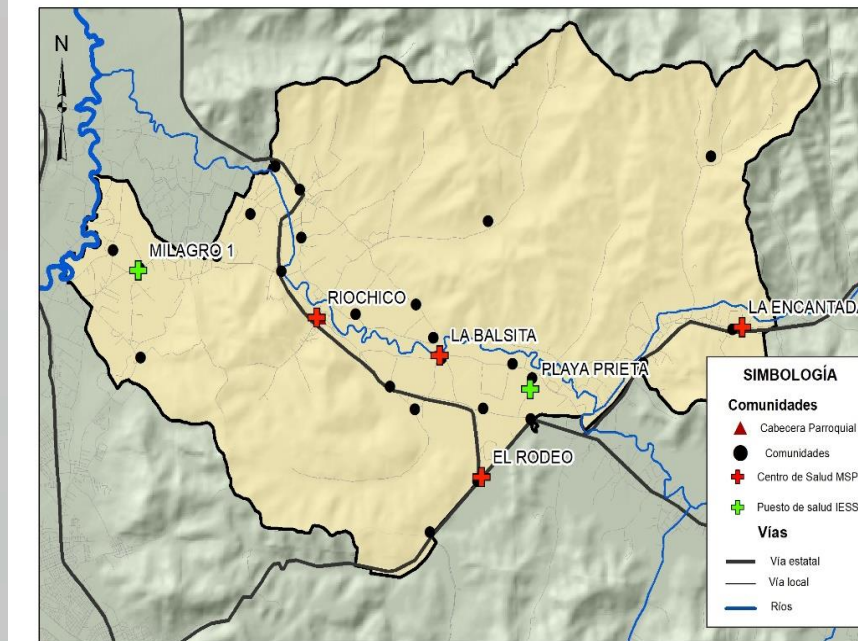 N
MILAGRO 1
RIOCHICO
LA ENCANTADA
LA BALSITA
PLAYA PRIETA
EL RODEO
SIMBOLOGÍA
Comunidades
Cabecera Parroquial
Comunidades
Centro de Salud MSP
Puesto de salud IESS
Vías
Vía estatal
Vía local
Ríos